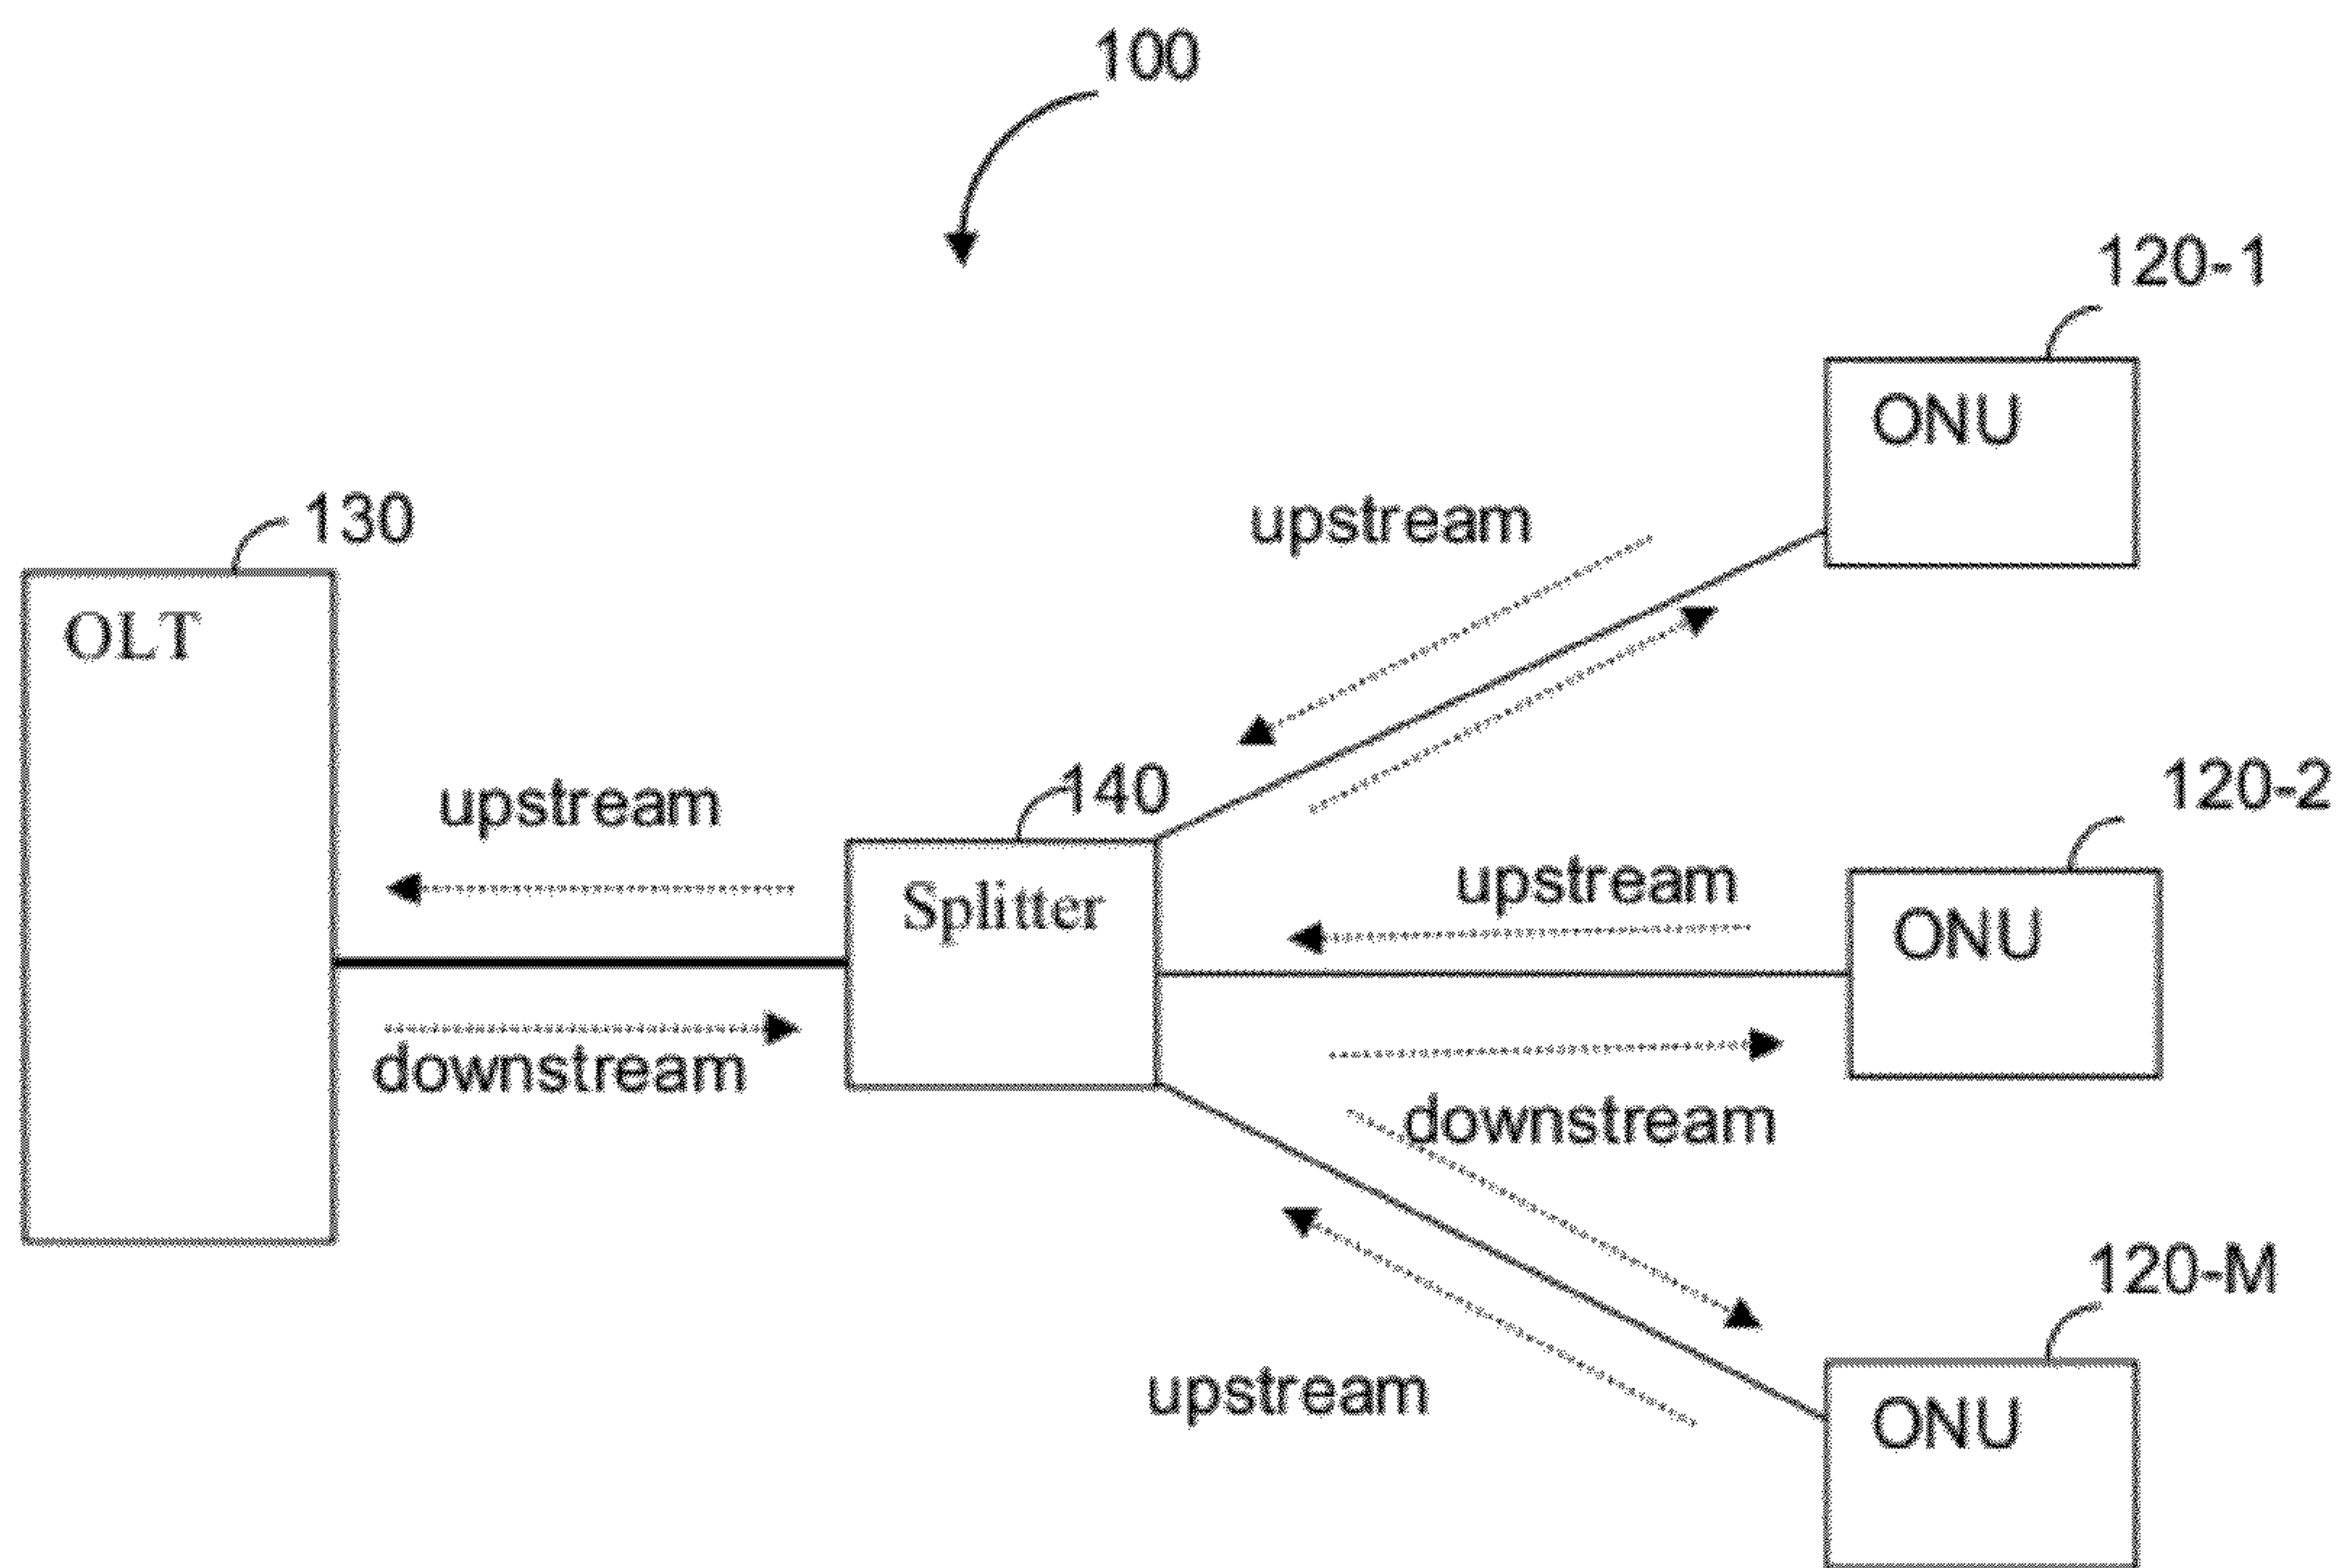 100
120-1
ONU
130
upstream
OLT
140
120-2
upstream
upstream
Splitter
ONU
downstream
downstream
120-M
upstream
ONU